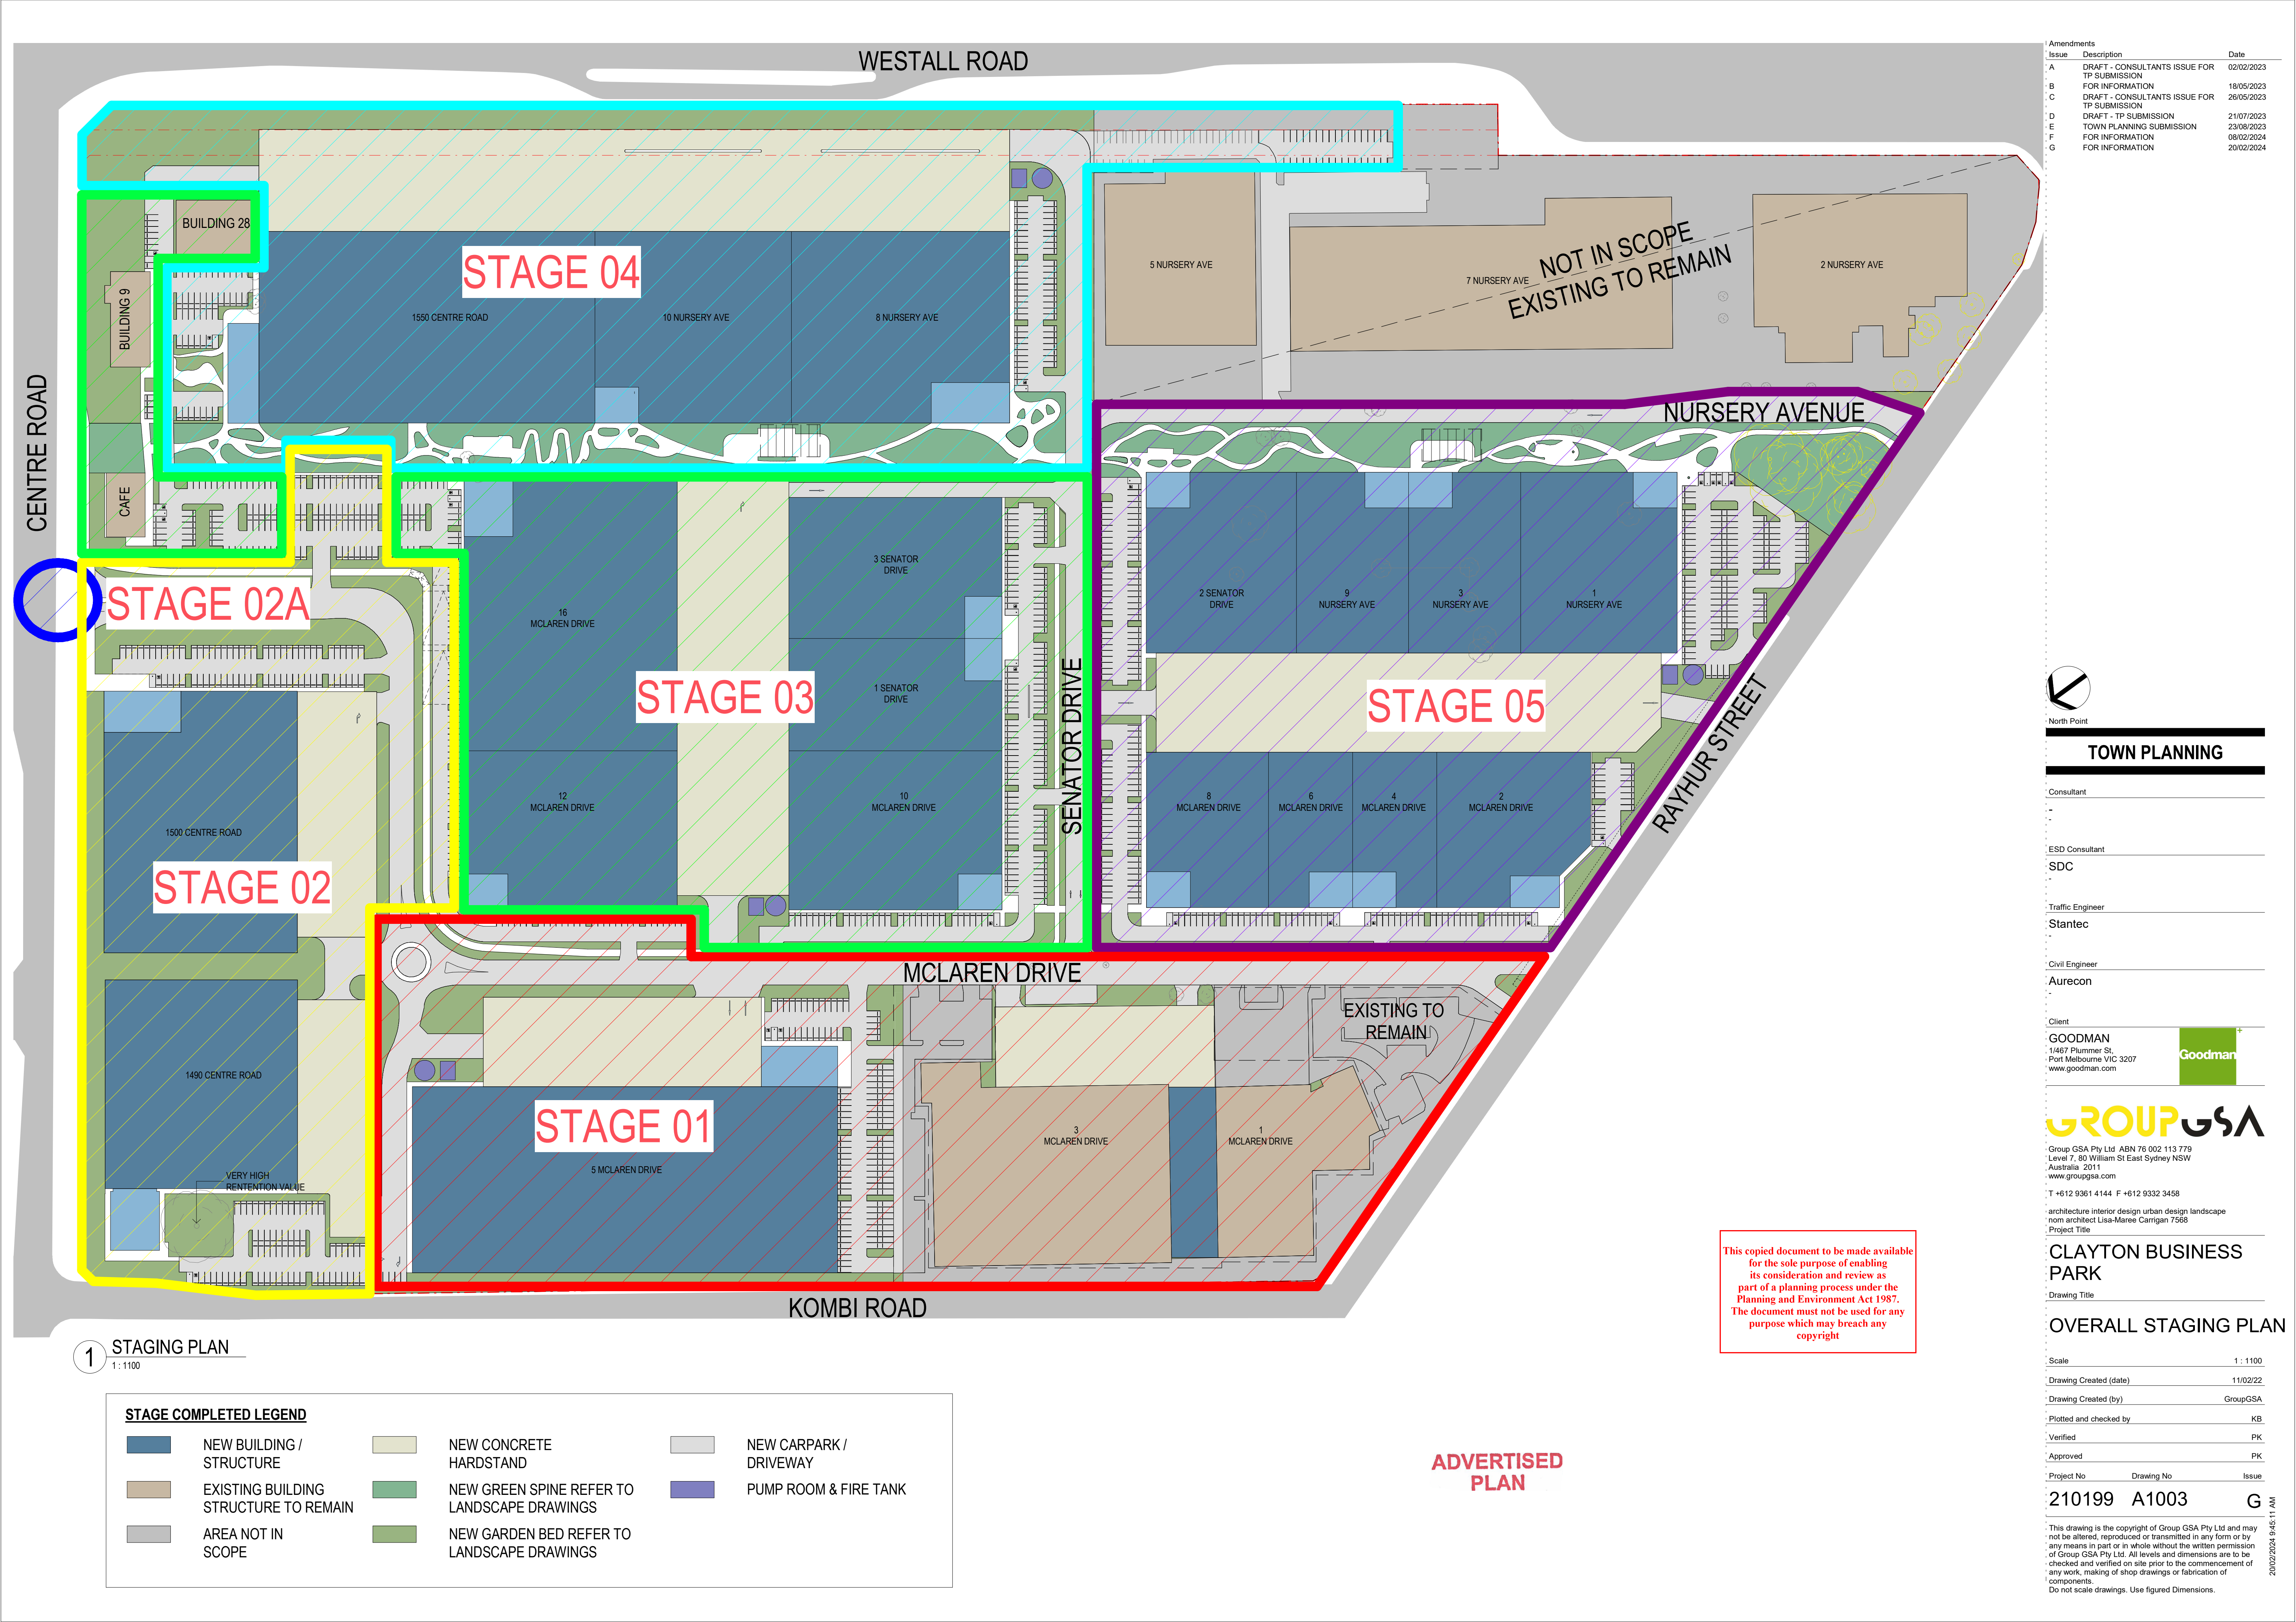 WESTALL ROAD
CENTRE ROAD
BUILDING 28
BUILDING 9
CAFE
STAGE 04
1550 CENTRE ROAD
10 NURSERY AVE
8 NURSERY AVE
5 NURSERY AVE
7 NURSERY AVE
NOT IN SCOPE
EXISTING TO REMAIN
2 NURSERY AVE
NURSERY AVENUE
STAGE 02A
16
MCLAREN DRIVE
3 SENATOR
DRIVE
STAGE 03
1 SENATOR
DRIVE
12
MCLAREN DRIVE
10
MCLAREN DRIVE
SENATOR DRIVE
2 SENATOR
DRIVE
9
NURSERY AVE
3
NURSERY AVE
1
NURSERY AVE
STAGE 05
8
MCLAREN DRIVE
6
MCLAREN DRIVE
4
MCLAREN DRIVE
2
MCLAREN DRIVE
RAYHUR STREET
1500 CENTRE ROAD
STAGE 02
1490 CENTRE ROAD
VERY HIGH
RENTENTION VALUE
MCLAREN DRIVE
EXISTING TO
REMAIN
STAGE 01
5 MCLAREN DRIVE
3
MCLAREN DRIVE
1
MCLAREN DRIVE
KOMBI ROAD
1 STAGING PLAN
1 : 1100
STAGE COMPLETED LEGEND
NEW BUILDING /
STRUCTURE
EXISTING BUILDING
STRUCTURE TO REMAIN
AREA NOT IN
SCOPE
NEW CONCRETE
HARDSTAND
NEW GREEN SPINE REFER TO
LANDSCAPE DRAWINGS
NEW GARDEN BED REFER TO
LANDSCAPE DRAWINGS
NEW CARPARK /
DRIVEWAY
PUMP ROOM & FIRE TANK
This copied document to be made available
for the sole purpose of enabling
its consideration and review as
part of a planning process under the
Planning and Environment Act 1987.
The document must not be used for any
purpose which may breach any
copyright
ADVERTISED
PLAN
Amendments
Issue Description Date
A DRAFT - CONSULTANTS ISSUE FOR 02/02/2023
TP SUBMISSION
B FOR INFORMATION 18/05/2023
C DRAFT - CONSULTANTS ISSUE FOR 26/05/2023
TP SUBMISSION
D DRAFT - TP SUBMISSION 21/07/2023
E TOWN PLANNING SUBMISSION 23/08/2023
F FOR INFORMATION 08/02/2024
G FOR INFORMATION 20/02/2024
North Point
TOWN PLANNING
Consultant
-
-
ESD Consultant
SDC
-
Traffic Engineer
Stantec
-
Civil Engineer
Aurecon
-
Client
GOODMAN
1/467 Plummer St,
Port Melbourne VIC 3207
www.goodman.com
Goodman
GROUPGSA
Group GSA Pty Ltd ABN 76 002 113 779
Level 7, 80 William St East Sydney NSW
Australia 2011
www.groupgsa.com
T +612 9361 4144 F +612 9332 3458
architecture interior design urban design landscape
nom architect Lisa-Maree Carrigan 7568
Project Title
CLAYTON BUSINESS
PARK
Drawing Title
OVERALL STAGING PLAN
Scale 1 : 1100
Drawing Created (date) 11/02/22
Drawing Created (by) GroupGSA
Plotted and checked by KB
Verified PK
Approved PK
Project No Drawing No Issue
210199 A1003 G
This drawing is the copyright of Group GSA Pty Ltd and may
not be altered, reproduced or transmitted in any form or by
any means in part or in whole without the written permission
of Group GSA Pty Ltd. All levels and dimensions are to be
checked and verified on site prior to the commencement of
any work, making of shop drawings or fabrication of
components.
Do not scale drawings. Use figured Dimensions.
20/02/2024 9:45:11 AM